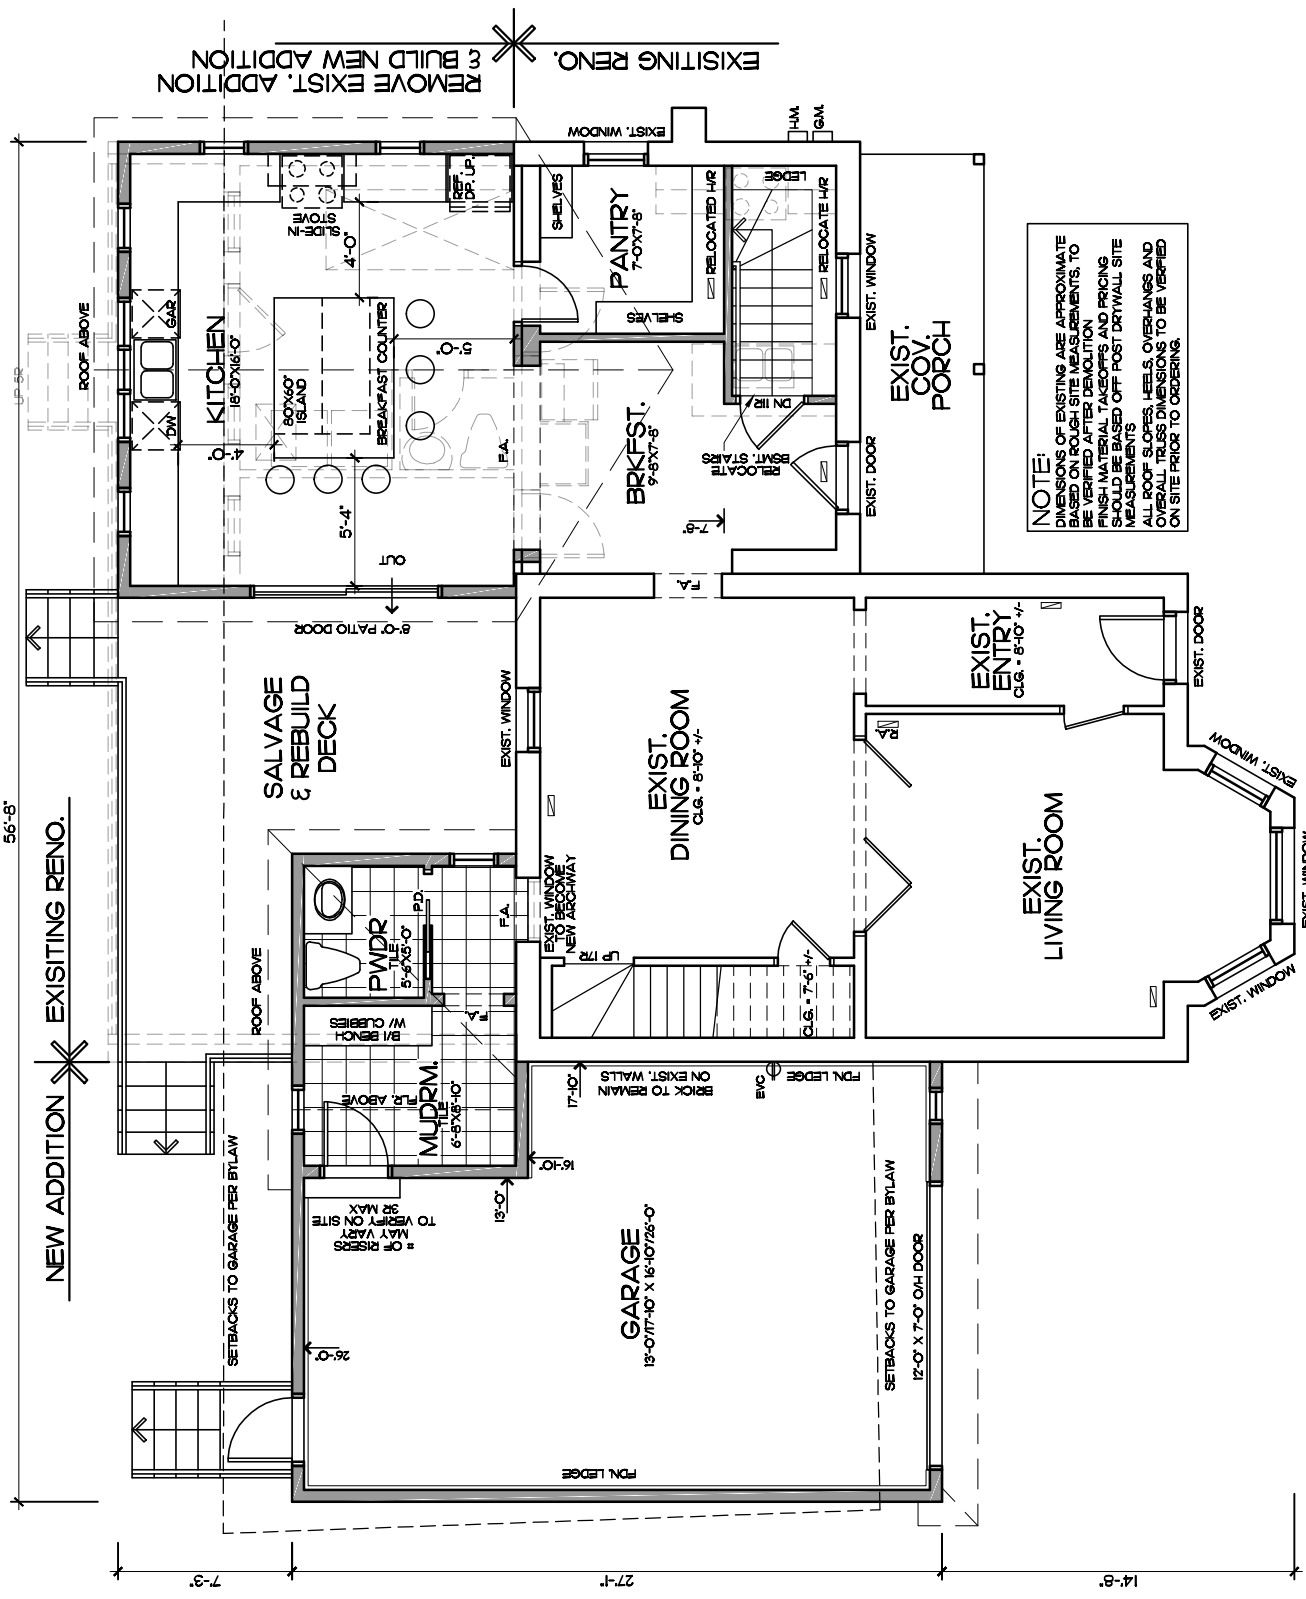 REMOVE EXIST. ADDITION
& BUILD NEW ADDITION
EXISITING RENO.
NEW ADDITION
EXISITING RENO.
56'-8"
UP 5R
ROOF ABOVE
KITCHEN
18'-0"X16'-0"
GAR
DW
SLIDE-IN
STOVE
REF.
DP. UP.
4'-0"
4'-0"
80"X60"
ISLAND
BREAKFAST COUNTER
5'-0"
5'-4"
F.A.
OUT
8'-0" PATIO DOOR
SHELVES
PANTRY
7'-0"X7'-8"
SHELVES
EXIST. WINDOW
RELOCATED H/R
RELOCATE H/R
LEDGE
H.M.
G.M.
DN 11R
EXIST. WINDOW
BRKFST.
9'-8"X7'-8"
RELOCATE
BSMT. STAIRS
7'-8"
EXIST. DOOR
EXIST.
COV.
PORCH
NOTE:
DIMENSIONS OF EXISTING ARE APPROXIMATE
BASED ON ROUGH SITE MEASUREMENTS, TO
BE VERIFIED AFTER DEMOLITION
FINISH MATERIAL TAKEOFFS AND PRICING
SHOULD BE BASED OFF POST DRYWALL SITE
MEASUREMENTS
ALL ROOF SLOPES, HEELS, OVERHANGS AND
OVERALL TRUSS DIMENSIONS TO BE VERIFIED
ON SITE PRIOR TO ORDERING.
SALVAGE
& REBUILD
DECK
EXIST. WINDOW
F.A.
EXIST.
DINING ROOM
CLG. = 8'-10" +/-
EXIST.
ENTRY
CLG. = 8'-10" +/-
EXIST. DOOR
R.A.
EXIST.
LIVING ROOM
EXIST. WINDOW
EXIST. WINDOW
EXIST. WINDOW
EXIST. WINDOW
TO BECOME
NEW ARCHWAY
UP 17R
CLG. = 7'-6" +/-
PWDR
TILE
5'-6"X5'-0"
P.D.
F.A.
F.A.
ROOF ABOVE
B/I BENCH
W/ CUBBIES
FLR. ABOVE
MUDRM.
TILE
6'-8"X8'-10"
BRICK TO REMAIN
ON EXIST. WALLS
EVC
FDN. LEDGE
17'-10"
16'-10"
13'-0"
# OF RISERS
MAY VARY
TO VERIFY ON SITE
3R MAX
SETBACKS TO GARAGE PER BYLAW
26'-0"
GARAGE
13'-0"/17'-10" X 16'-10"/26'-0"
SETBACKS TO GARAGE PER BYLAW
12'-0" X 7'-0" O/H DOOR
FDN. LEDGE
7'-3"
27'-1"
14'-8"